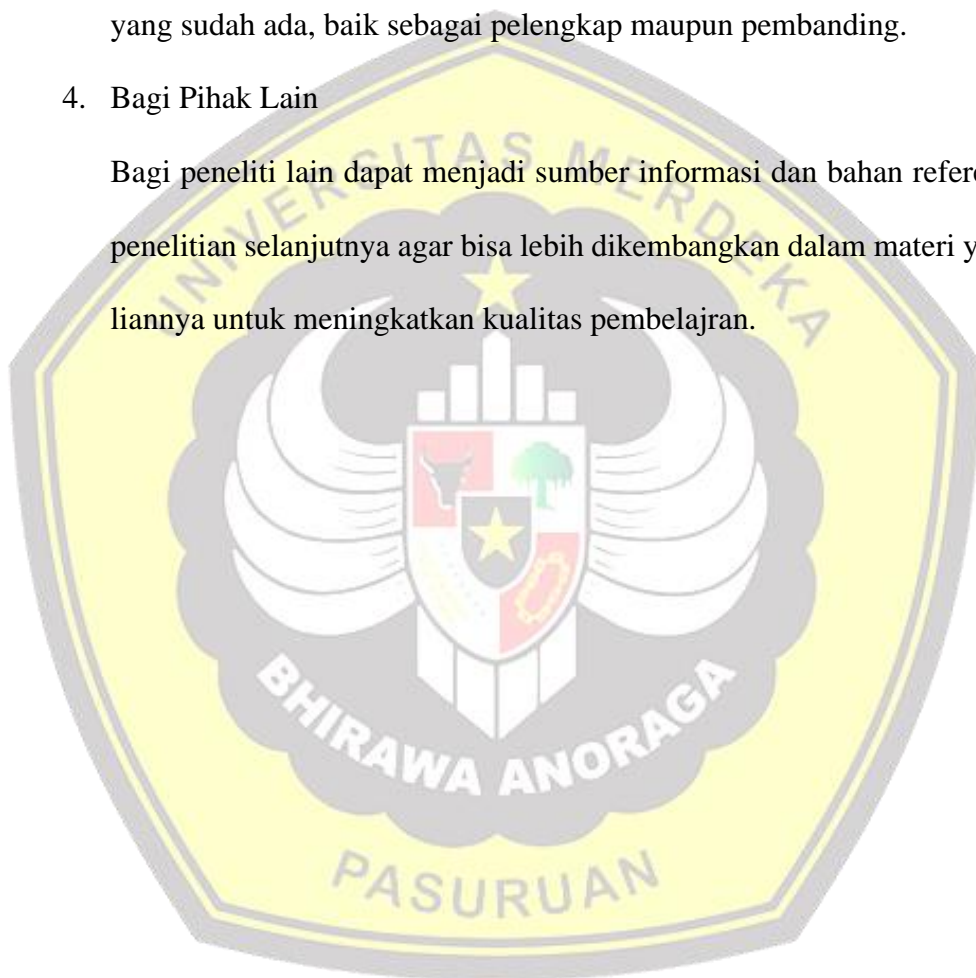 yang sudah ada, baik sebagai pelengkap maupun pembanding.
4. Bagi Pihak Lain
Bagi peneliti lain dapat menjadi sumber informasi dan bahan refere
penelitian selanjutnya agar bisa lebih dikembangkan dalam materi y
liannya untuk meningkatkan kualitas pembelajran.
UNIVERSITAS MERDEKA
BHIRAWA ANORAGA
PASURUAN